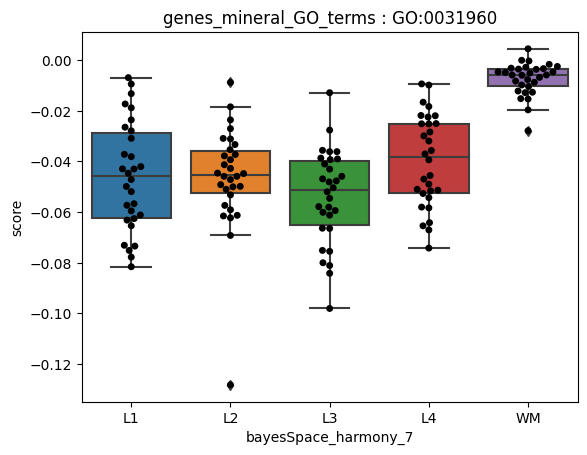 genes_mineral_GO_terms : GO:0031960
0.00
−0.02
−0.04
−0.06
−0.08
−0.10
−0.12
score
L1 L2 L3 L4 WM
bayesSpace_harmony_7